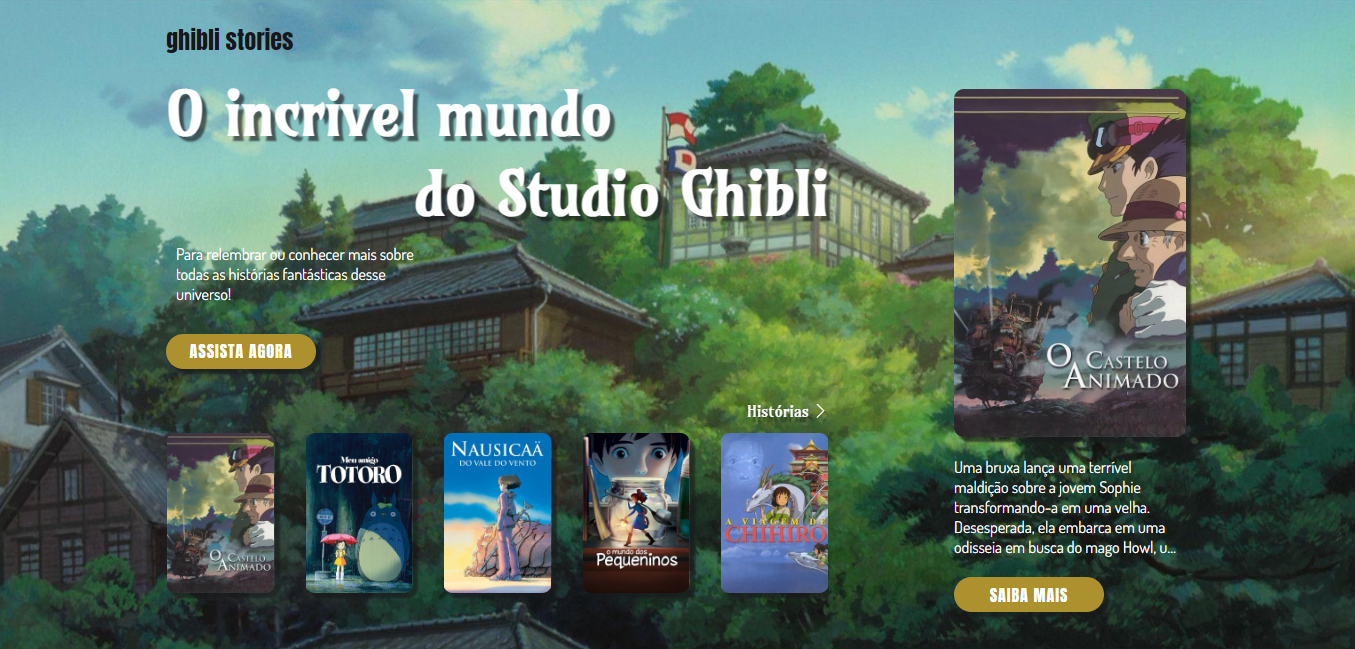 ghibli stories
O incrivel mundo
do Studio Ghibli
Para relembrar ou conhecer mais sobre
todas as histórias fantásticas desse
universo!
ASSISTA AGORA
Histórias >
O CASTELO
ANIMADO
Meu amigo
TOTORO
NAUSICAÄ
DO VALE DO VENTO
o mundo dos
Pequeninos
A VIAGEM DE
CHIHIRO
O CASTELO
ANIMADO
Uma bruxa lança uma terrível
maldição sobre a jovem Sophie
transformando-a em uma velha.
Desesperada, ela embarca em uma
odisseia em busca do mago Howl, u...
SAIBA MAIS